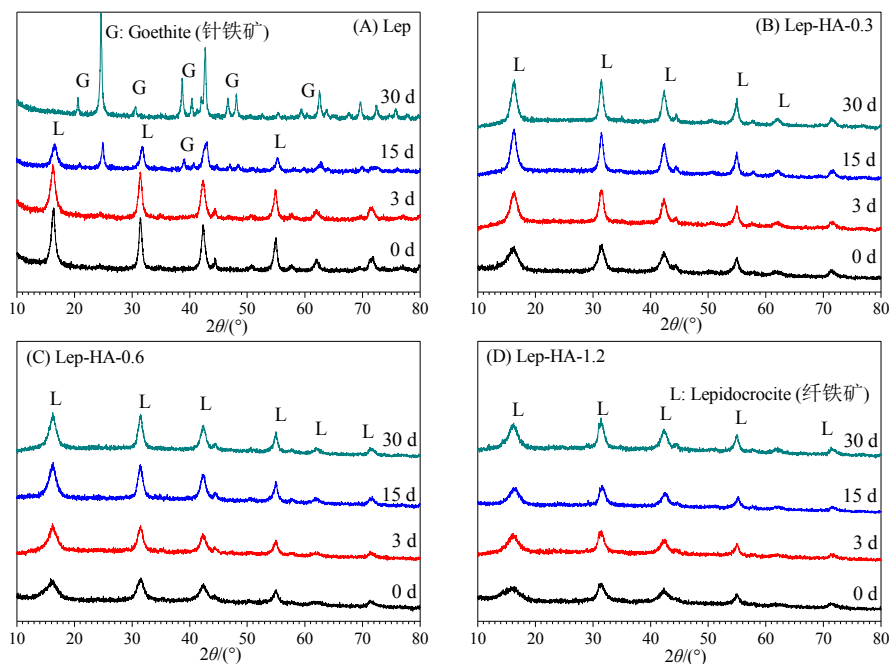 G: Goethite (针铁矿)
(A) Lep
G
G
G
G
G
30 d
L
L
G
L
15 d
3 d
0 d
10 20 30 40 50 60 70 80
2θ/(°)
(B) Lep-HA-0.3
L
L
L
L
L
30 d
15 d
3 d
0 d
10 20 30 40 50 60 70 80
2θ/(°)
(C) Lep-HA-0.6
L
L
L
L
L
L
30 d
15 d
3 d
0 d
10 20 30 40 50 60 70 80
2θ/(°)
(D) Lep-HA-1.2
L: Lepidocrocite (纤铁矿)
L
L
L
L
L
30 d
15 d
3 d
0 d
10 20 30 40 50 60 70 80
2θ/(°)